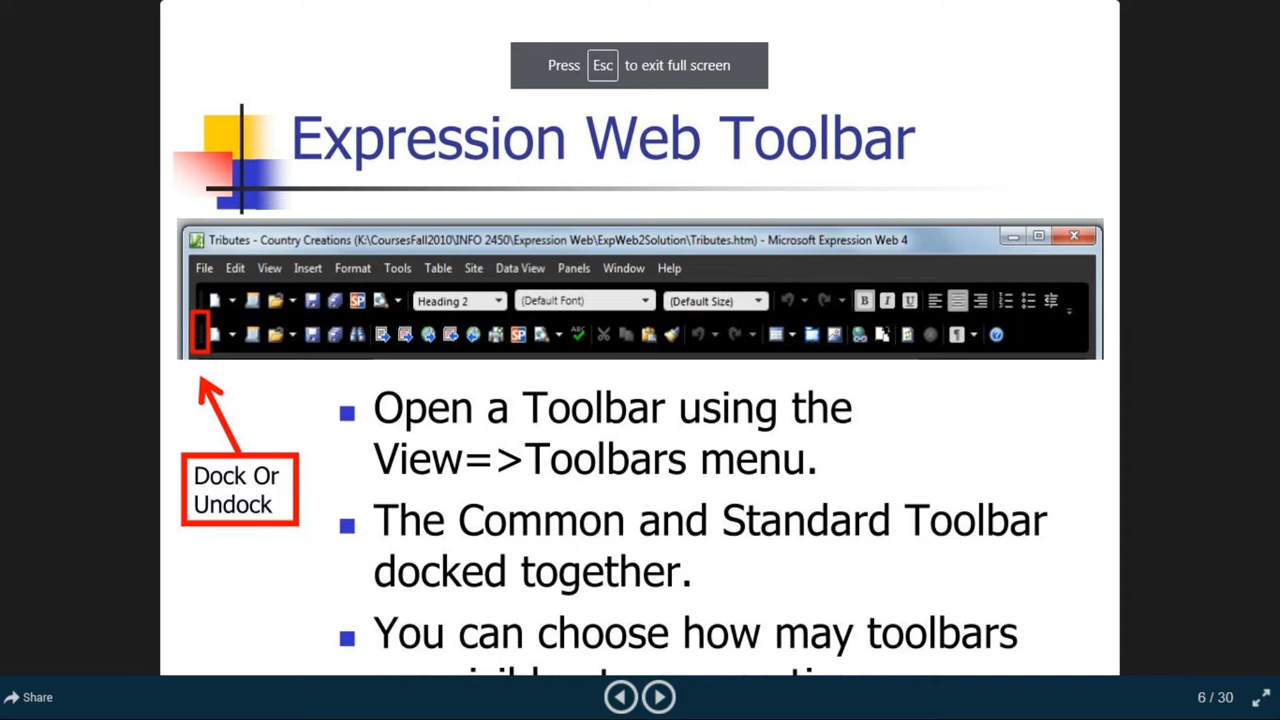 Press Esc to exit full screen
Expression Web Toolbar
Tributes - Country Creations (K:\CoursesFall2010\INFO 2450\Expression Web\ExpWeb2Solution\Tributes.htm) - Microsoft Expression Web 4
File Edit View Insert Format Tools Table Site Data View Panels Window Help
Heading 2 (Default Font) (Default Size) B I U
Dock Or
Undock
Open a Toolbar using the
View=>Toolbars menu.
The Common and Standard Toolbar
docked together.
You can choose how may toolbars
Share 6 / 30